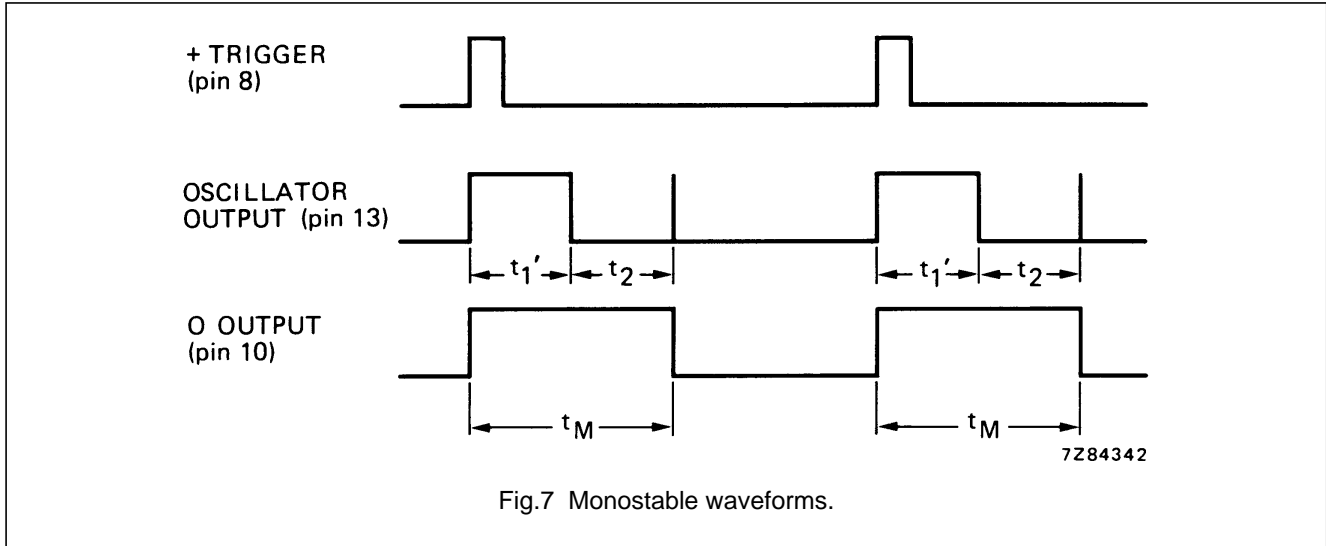 + TRIGGER
(pin 8)
OSCILLATOR
OUTPUT (pin 13)
t1′ t2 t1′ t2
O OUTPUT
(pin 10)
tM tM
7Z84342
Fig.7 Monostable waveforms.